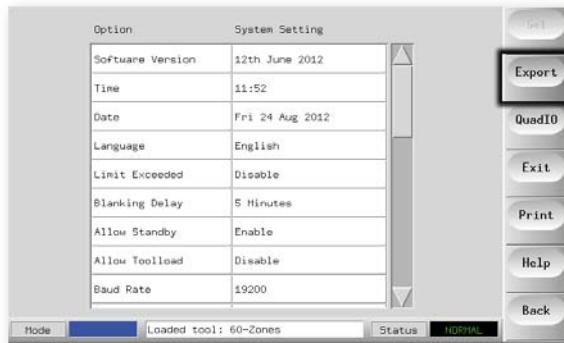 Option System Setting
Software Version 12th June 2012
Time 11:52
Date Fri 24 Aug 2012
Language English
Limit Exceeded Disable
Blanking Delay 5 Minutes
Allow Standby Enable
Allow Toolload Disable
Baud Rate 19200
Mode Loaded tool: 60-Zones Status NORMAL
Gel
Export
QuadIO
Exit
Print
Help
Back